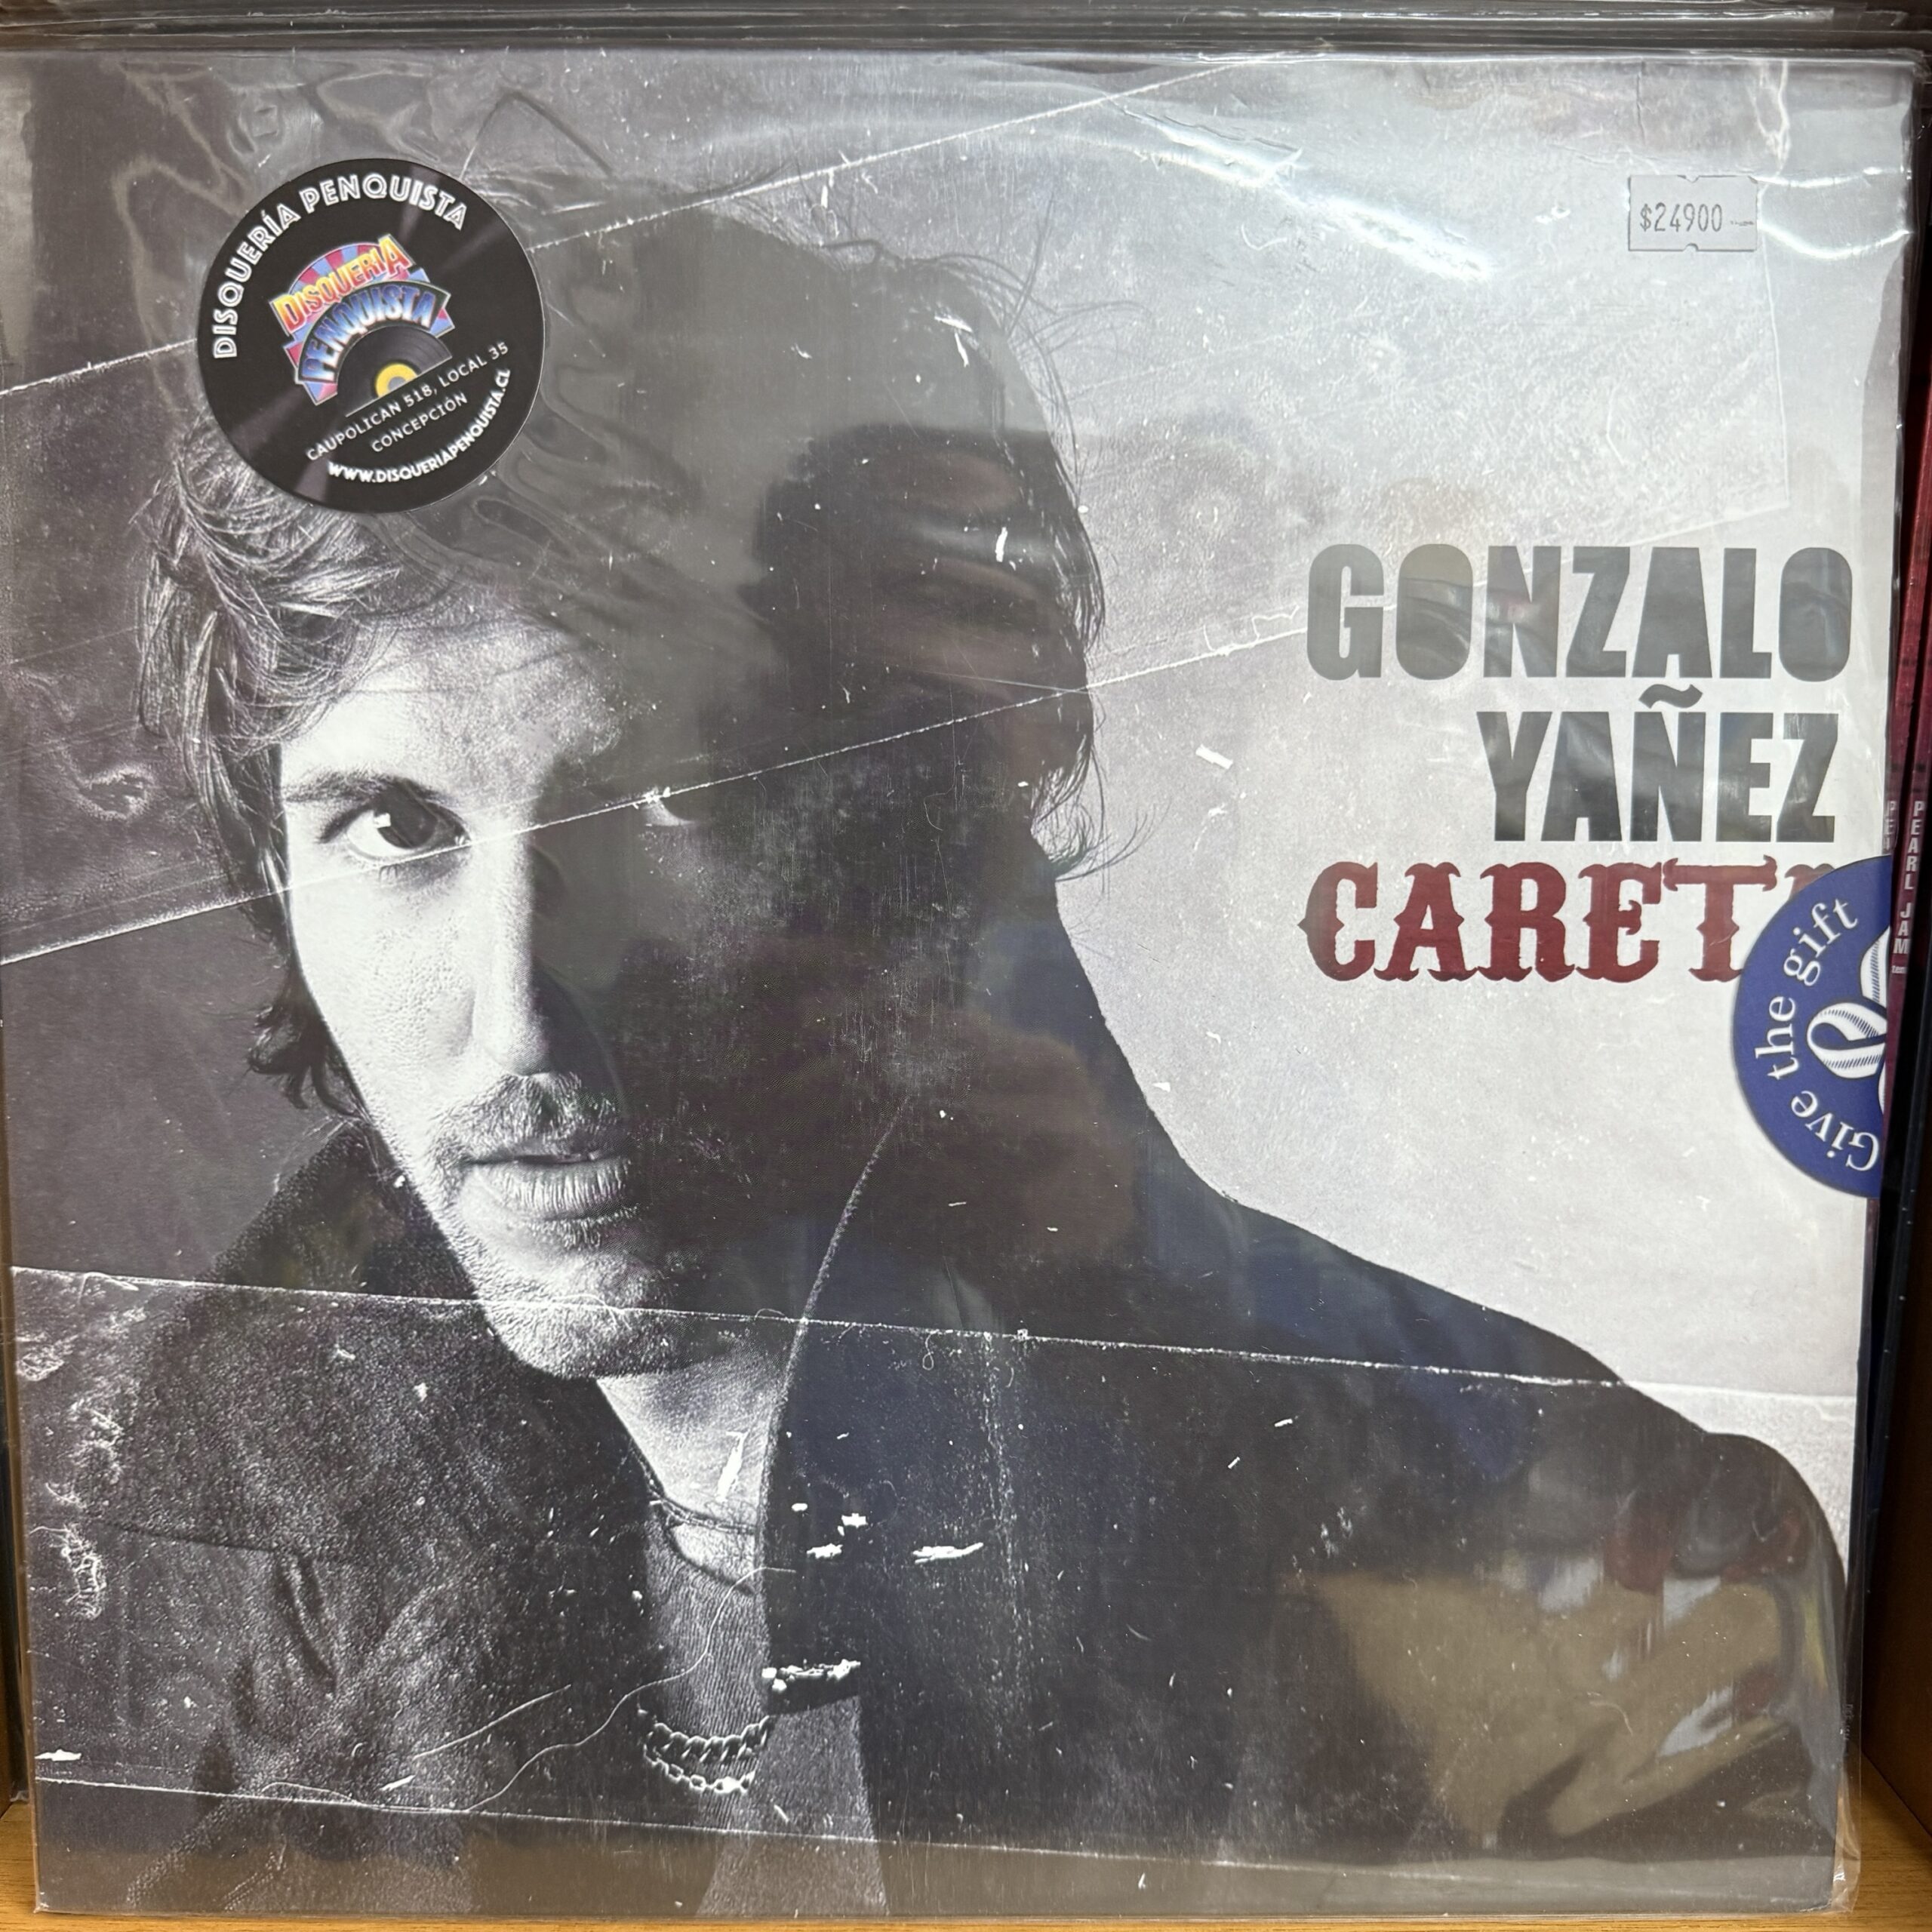 DISQUERÍA PENQUISTA
DISQUERIA
PENQUISTA
CAUPOLICAN 518, LOCAL 35
CONCEPCIÓN
WWW.DISQUERIAPENQUISTA.CL
$24900
GONZALO
YAÑEZ
Give the gift
PEARL JAM